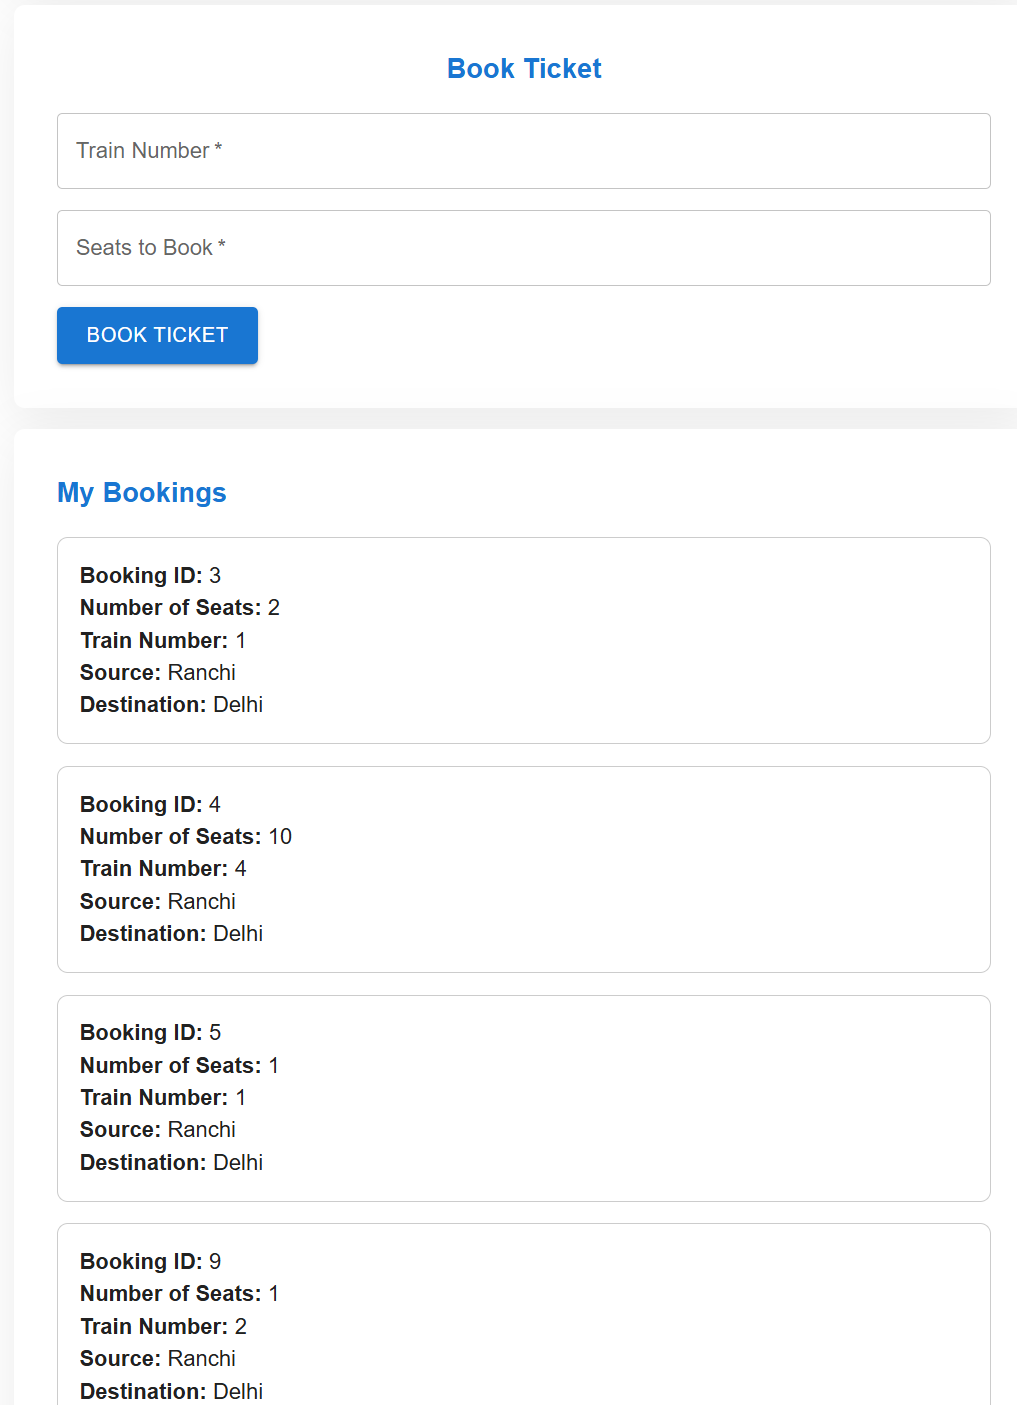 Book Ticket
Train Number *
Seats to Book *
BOOK TICKET
My Bookings
Booking ID: 3
Number of Seats: 2
Train Number: 1
Source: Ranchi
Destination: Delhi
Booking ID: 4
Number of Seats: 10
Train Number: 4
Source: Ranchi
Destination: Delhi
Booking ID: 5
Number of Seats: 1
Train Number: 1
Source: Ranchi
Destination: Delhi
Booking ID: 9
Number of Seats: 1
Train Number: 2
Source: Ranchi
Destination: Delhi